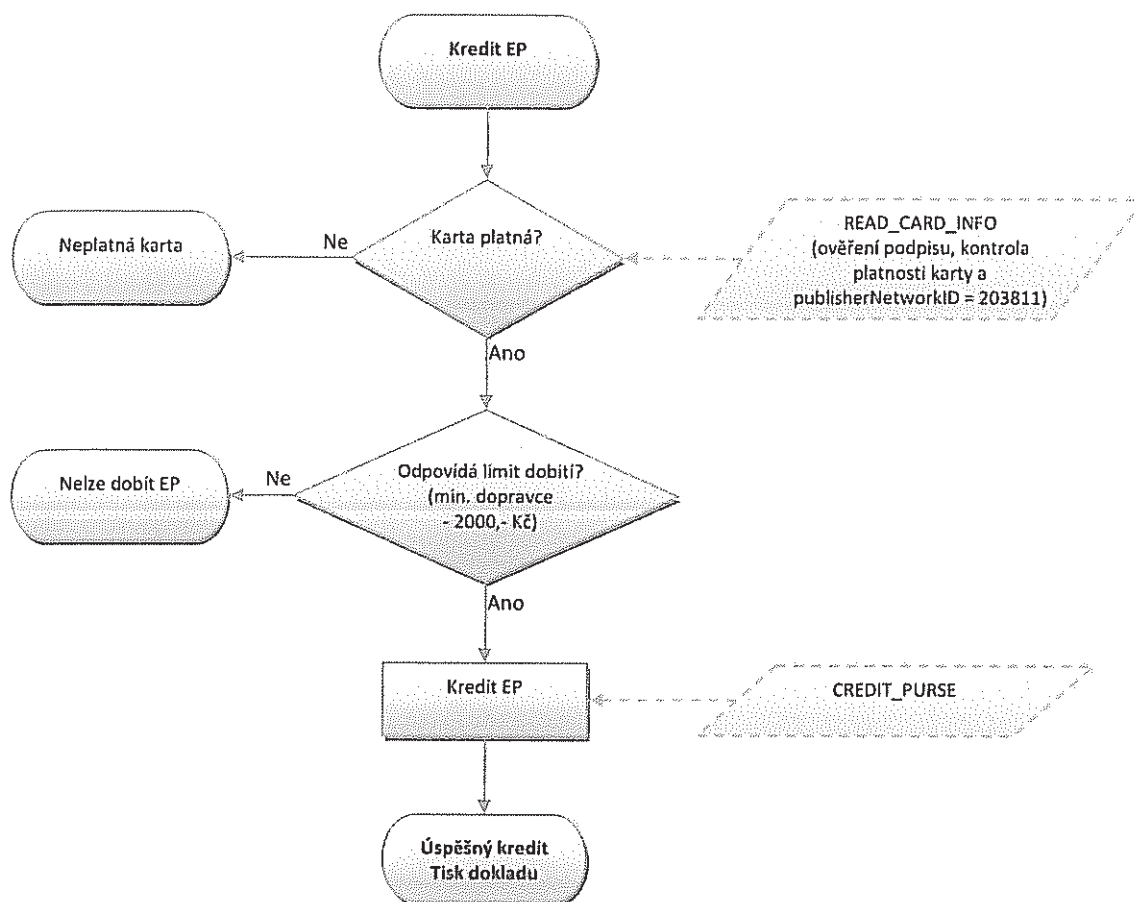 Kredit EP
Karta platná?
Ne
Neplatná karta
READ_CARD_INFO
(ověření podpisu, kontrola
platnosti karty a
publisherNetworkID = 203811)
Ano
Odpovídá límit dobití?
(min. dopravce
- 2000,- Kč)
Ne
Nelze dobít EP
Ano
Kredit EP
CREDIT_PURSE
Úspěšný kredit
Tisk dokladu